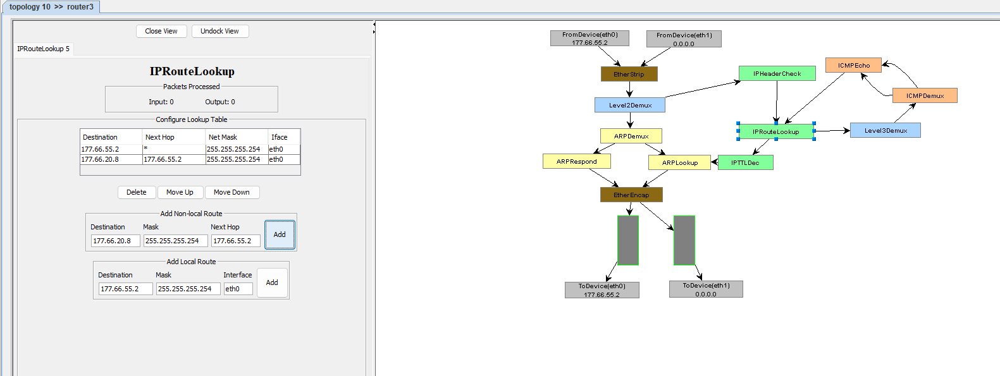 topology 10 >> router3
Close View
Undock View
IPRouteLookup 5
IPRouteLookup
Packets Processed
Input: 0
Output: 0
Configure Lookup Table
Destination Next Hop Net Mask Iface
177.66.55.2 * 255.255.255.254 eth0
177.66.20.8 177.66.55.2 255.255.255.254 eth0
Delete
Move Up
Move Down
Add Non-local Route
Destination Mask Next Hop
177.66.20.8 255.255.255.254 177.66.55.2
Add
Add Local Route
Destination Mask Interface
177.66.55.2 255.255.255.254 eth0
Add
FromDevice(eth0)
177.66.55.2
FromDevice(eth1)
0.0.0.0
EtherStrip
IPHeaderCheck
ICMPEcho
Level2Demux
ICMPDemux
ARPDemux
IPRouteLookup
Level3Demux
ARPRespond
ARPLookup
IPTTLDec
EtherEncap
ToDevice(eth0)
177.66.55.2
ToDevice(eth1)
0.0.0.0